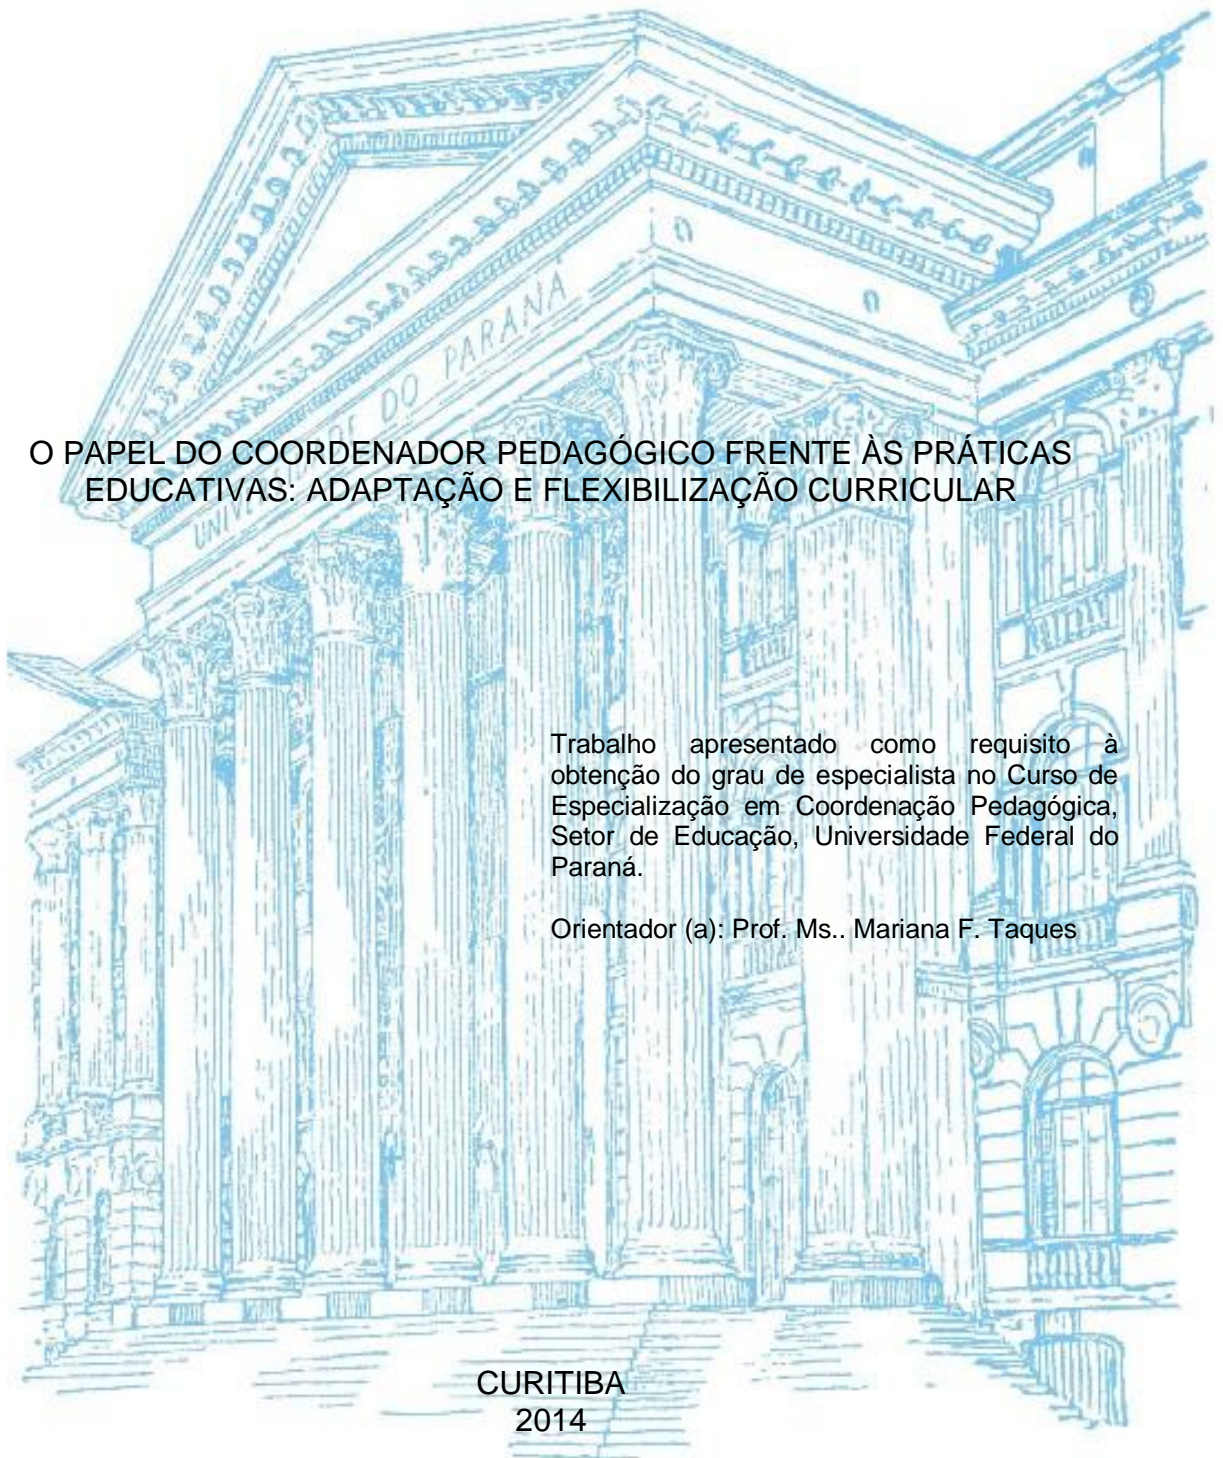 DO PARANÁ
O PAPEL DO COORDENADOR PEDAGÓGICO FRENTE ÀS PRÁTICAS
EDUCATIVAS: ADAPTAÇÃO E FLEXIBILIZAÇÃO CURRICULAR
Trabalho apresentado como requisito à
obtenção do grau de especialista no Curso de
Especialização em Coordenação Pedagógica,
Setor de Educação, Universidade Federal do
Paraná.
Orientador (a): Prof. Ms.. Mariana F. Taques
CURITIBA
2014